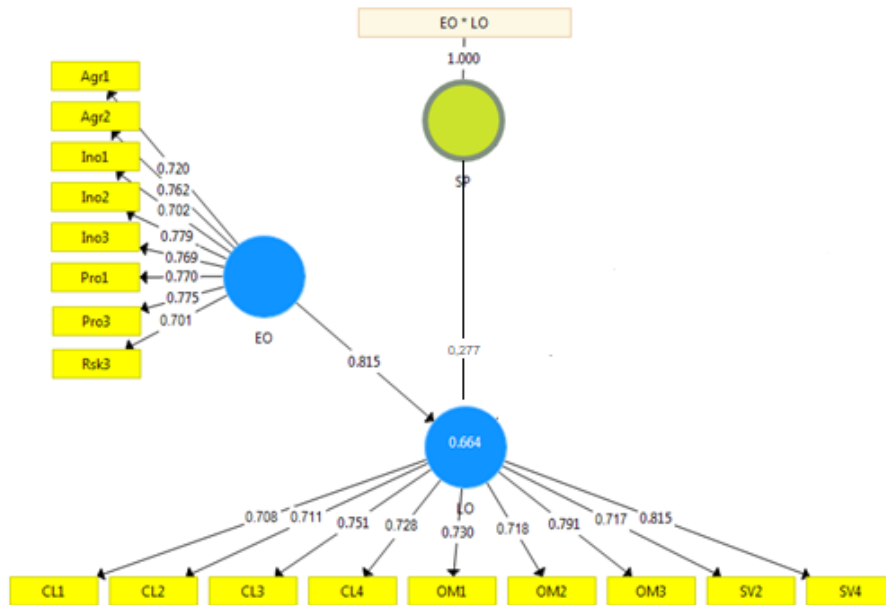 EO * LO
1.000
SP
Agr1
Agr2
Ino1
Ino2
Ino3
Pro1
Pro3
Rsk3
0.720
0.762
0.702
0.779
0.769
0.770
0.775
0.701
EO
0.815
0.277
0.664
LO
0.708
0.711
0.751
0.728
0.730
0.718
0.791
0.717
0.815
CL1
CL2
CL3
CL4
OM1
OM2
OM3
SV2
SV4